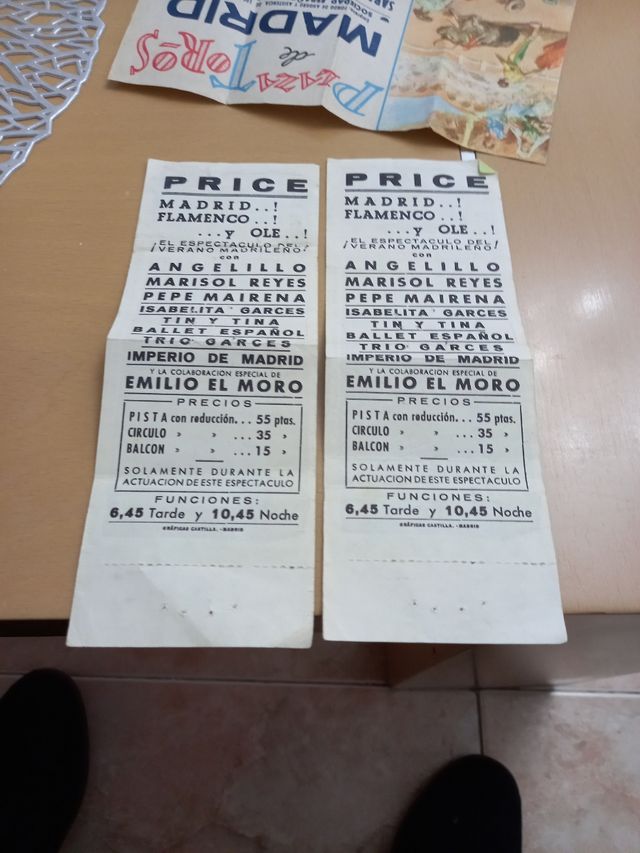 PLAZA TOROS
de
MADRID
SOCIEDAD
PRICE
MADRID..!
FLAMENCO..!
...y OLE..!
EL ESPECTACULO DEL
¡VERANO MADRILEÑO!
con
ANGELILLO
MARISOL REYES
PEPE MAIRENA
ISABELITA GARCES
TIN Y TINA
BALLET ESPAÑOL
TRIO GARCES
IMPERIO DE MADRID
Y LA COLABORACIÓN ESPECIAL DE
EMILIO EL MORO
PRECIOS
PISTA con reducción... 55 ptas.
CIRCULO » » ... 35 »
BALCON » » ... 15 »
SOLAMENTE DURANTE LA
ACTUACION DE ESTE ESPECTACULO
FUNCIONES:
6,45 Tarde y 10,45 Noche
GRÁFICAS CASTILLA. -MADRID
PRICE
MADRID..!
FLAMENCO..!
...y OLE..!
EL ESPECTACULO DEL
¡VERANO MADRILEÑO!
con
ANGELILLO
MARISOL REYES
PEPE MAIRENA
ISABELITA GARCES
TIN Y TINA
BALLET ESPAÑOL
TRIO GARCES
IMPERIO DE MADRID
Y LA COLABORACIÓN ESPECIAL DE
EMILIO EL MORO
PRECIOS
PISTA con reducción... 55 ptas.
CIRCULO » » ... 35 »
BALCON » » ... 15 »
SOLAMENTE DURANTE LA
ACTUACION DE ESTE ESPECTACULO
FUNCIONES:
6,45 Tarde y 10,45 Noche
GRÁFICAS CASTILLA. -MADRID